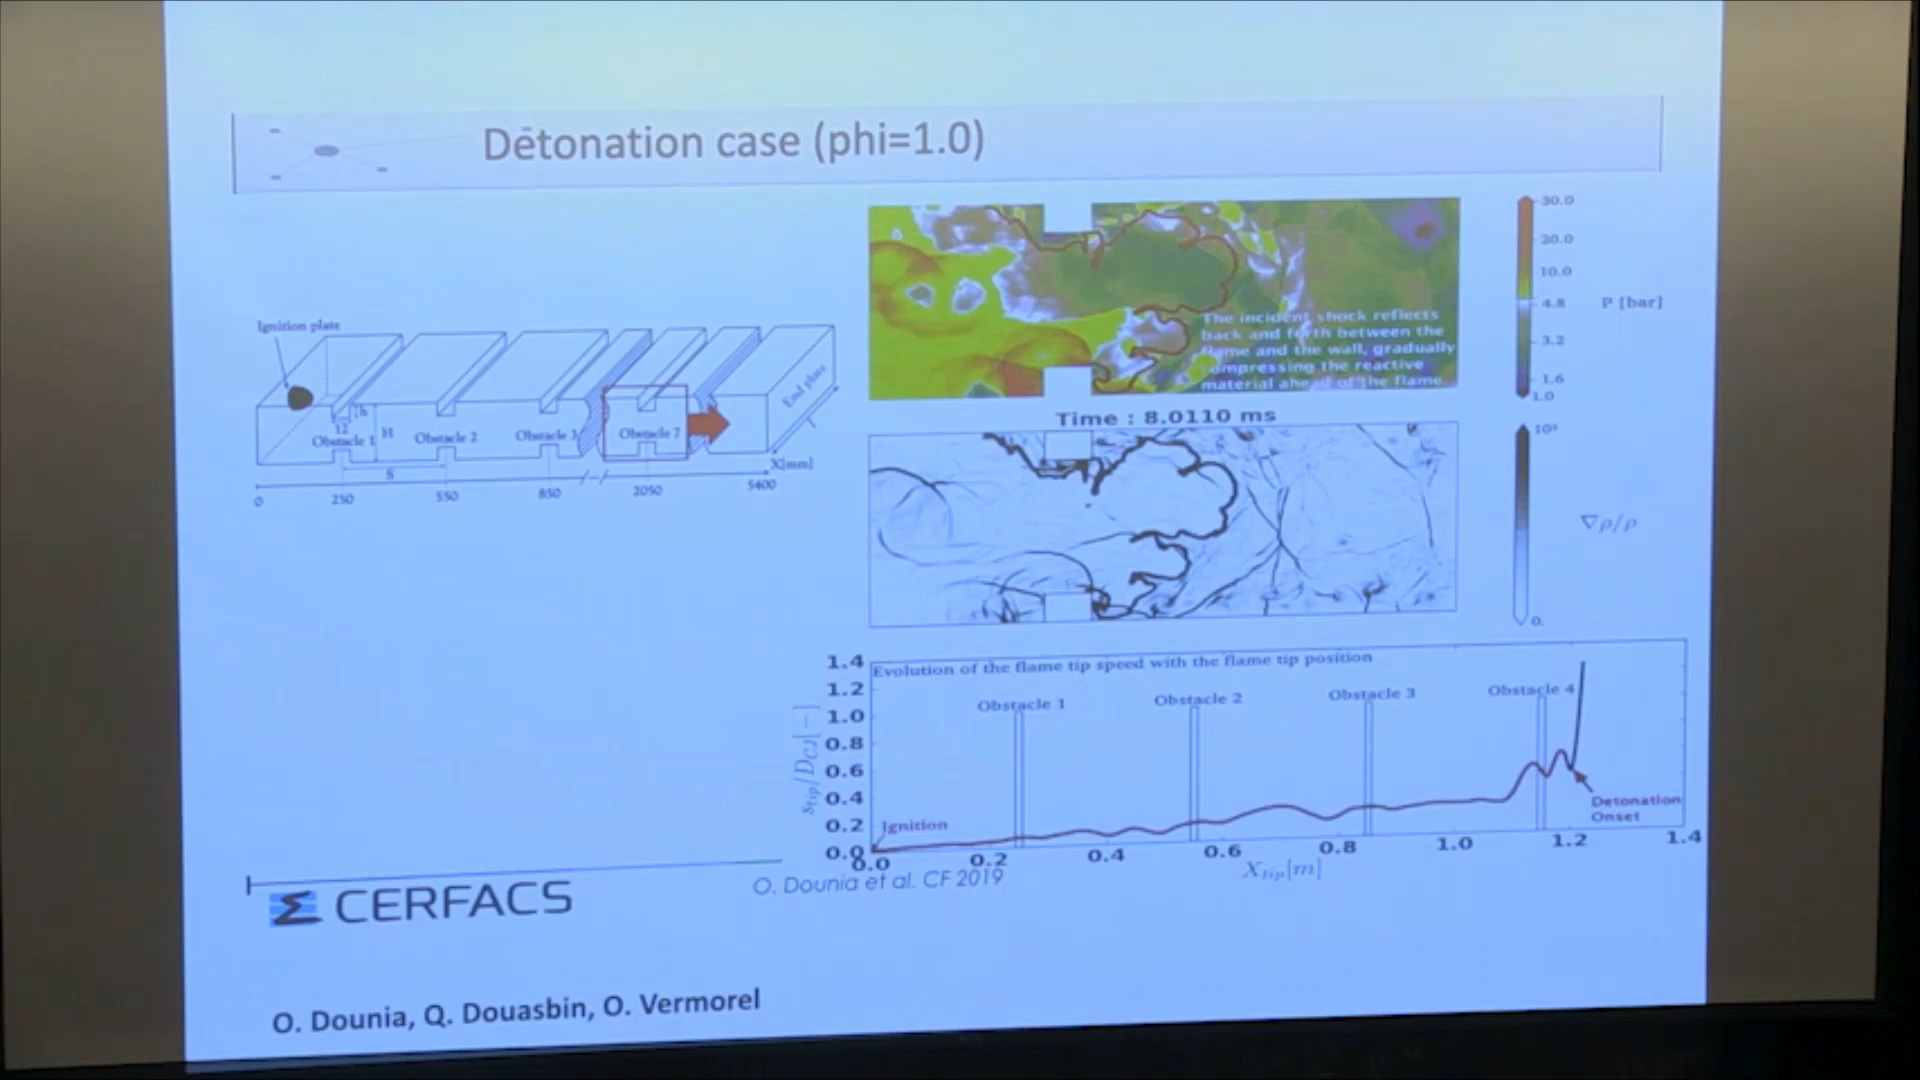 Détonation case (phi=1.0)
Ignition plate
12
h
H
Obstacle 1
Obstacle 2
Obstacle 3
Obstacle 7
End plate
S
X[mm]
0
250
550
850
2050
5400
The incident shock reflects
back and forth between the
flame and the wall, gradually
compressing the reactive
material ahead of the flame.
30.0
20.0
10.0
4.8
3.2
1.6
1.0
P [bar]
Time : 8.0110 ms
0.
∇ρ/ρ
Evolution of the flame tip speed with the flame tip position
Obstacle 1
Obstacle 2
Obstacle 3
Obstacle 4
Ignition
Detonation
Onset
1.4
1.2
1.0
0.8
0.6
0.4
0.2
0.0
s_tip/D_CJ[−]
0.0
0.2
0.4
0.6
0.8
1.0
1.2
1.4
X_tip[m]
O. Dounia et al. CF 2019
CERFACS
O. Dounia, Q. Douasbin, O. Vermorel